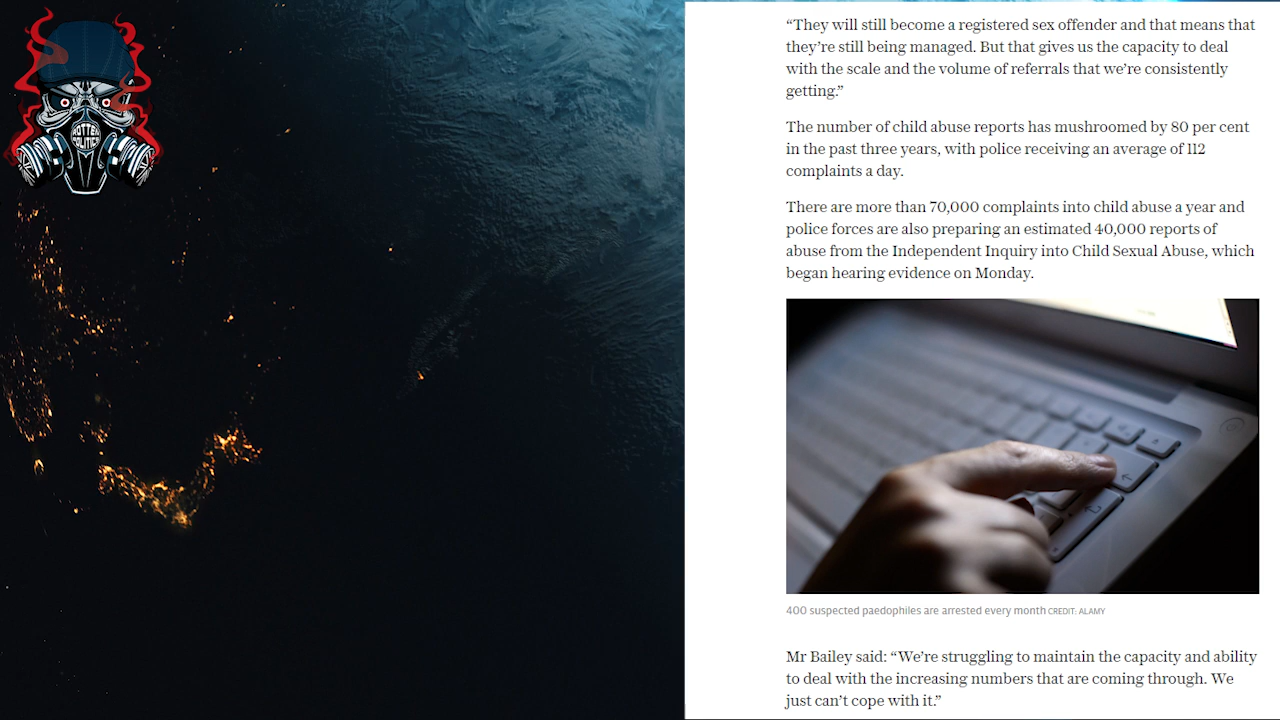 ROTTEN
POLITICS
“They will still become a registered sex offender and that means that
they’re still being managed. But that gives us the capacity to deal
with the scale and the volume of referrals that we’re consistently
getting.”
The number of child abuse reports has mushroomed by 80 per cent
in the past three years, with police receiving an average of 112
complaints a day.
There are more than 70,000 complaints into child abuse a year and
police forces are also preparing an estimated 40,000 reports of
abuse from the Independent Inquiry into Child Sexual Abuse, which
began hearing evidence on Monday.
400 suspected paedophiles are arrested every month CREDIT: ALAMY
Mr Bailey said: “We’re struggling to maintain the capacity and ability
to deal with the increasing numbers that are coming through. We
just can’t cope with it.”